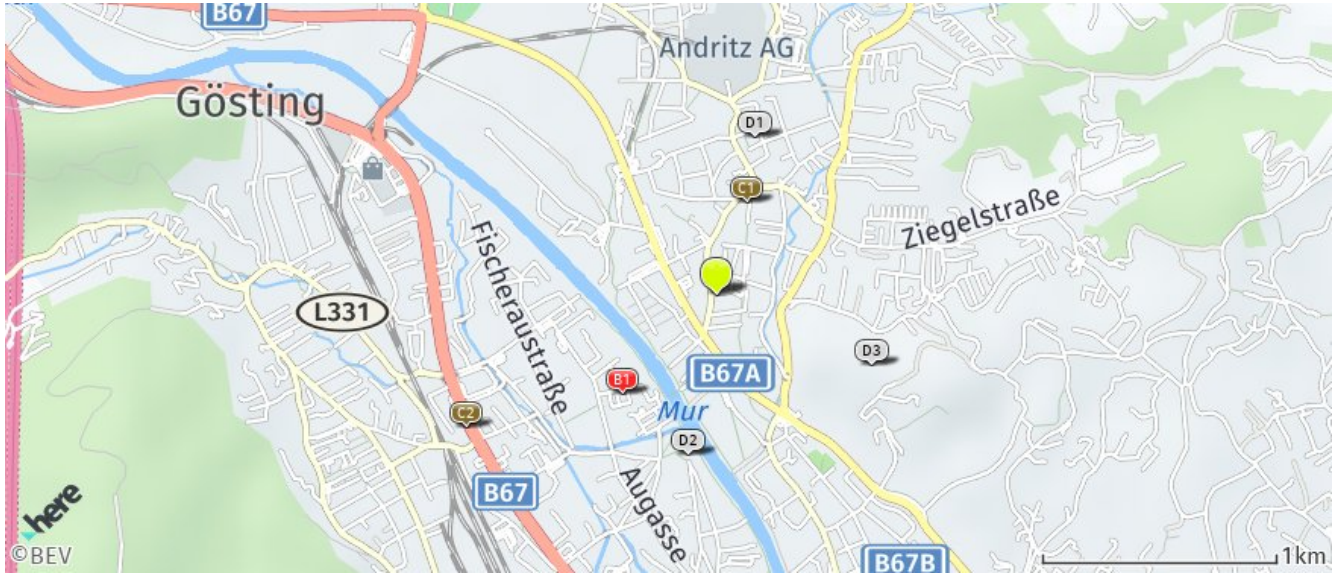 B67
Andritz AG
Gösting
D1
C1
Ziegelstraße
Fischeraustraße
L331
D3
B67A
B1
Mur
C2
D2
B67
Augasse
here
©BEV
B67B
1km